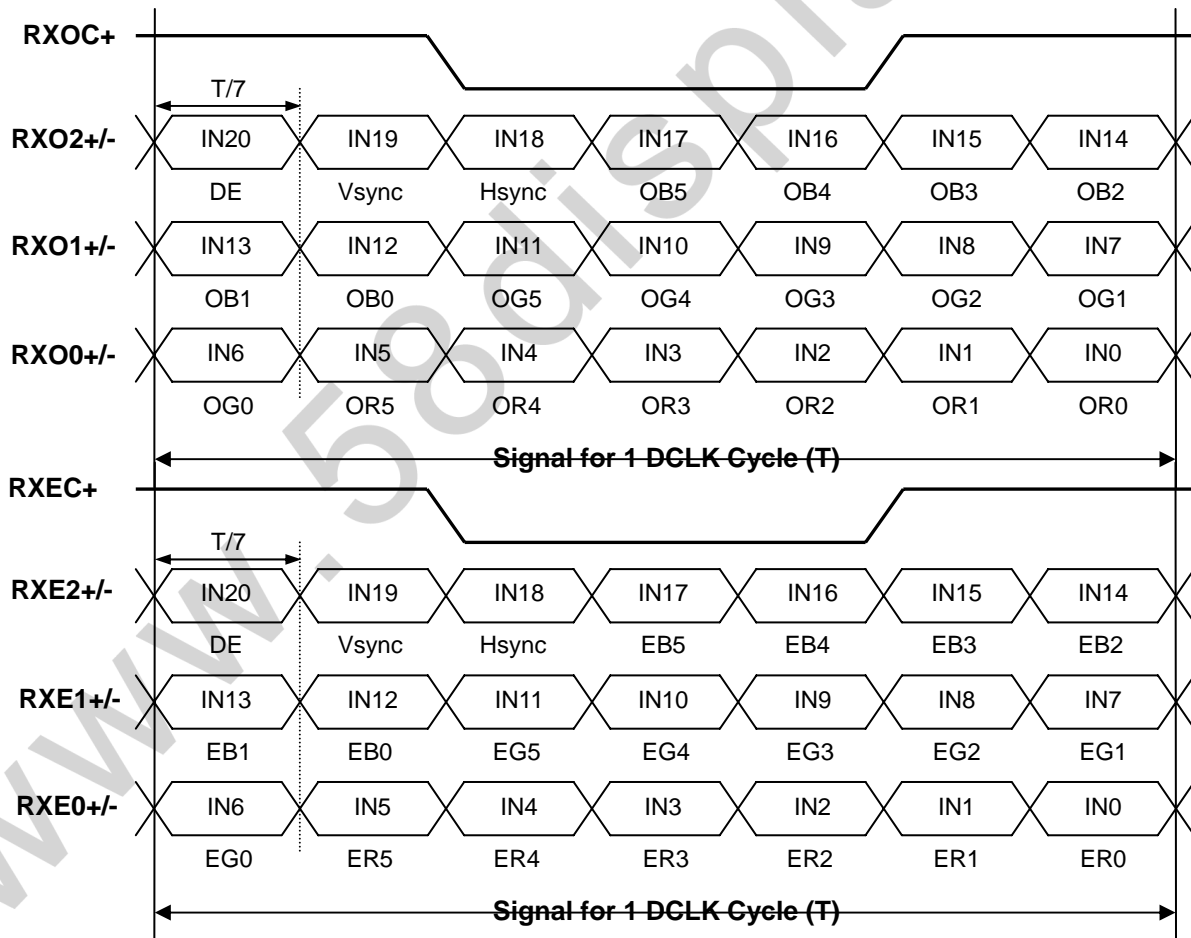 RXOC+
T/7
RXO2+/- IN20 IN19 IN18 IN17 IN16 IN15 IN14
DE Vsync Hsync OB5 OB4 OB3 OB2
RXO1+/- IN13 IN12 IN11 IN10 IN9 IN8 IN7
OB1 OB0 OG5 OG4 OG3 OG2 OG1
RXO0+/- IN6 IN5 IN4 IN3 IN2 IN1 IN0
OG0 OR5 OR4 OR3 OR2 OR1 OR0
Signal for 1 DCLK Cycle (T)
RXEC+
T/7
RXE2+/- IN20 IN19 IN18 IN17 IN16 IN15 IN14
DE Vsync Hsync EB5 EB4 EB3 EB2
RXE1+/- IN13 IN12 IN11 IN10 IN9 IN8 IN7
EB1 EB0 EG5 EG4 EG3 EG2 EG1
RXE0+/- IN6 IN5 IN4 IN3 IN2 IN1 IN0
EG0 ER5 ER4 ER3 ER2 ER1 ER0
Signal for 1 DCLK Cycle (T)
www.58displa